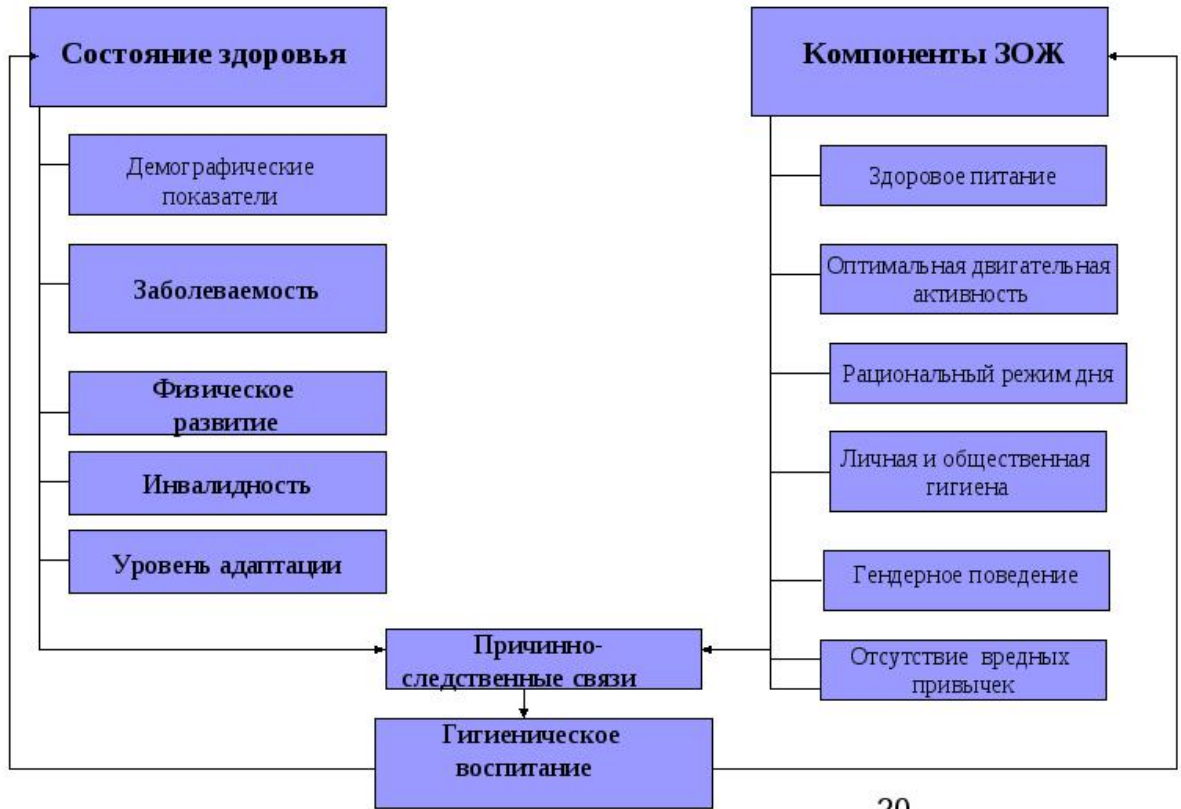 Состояние здоровья
Демографические
показатели
Заболеваемость
Физическое
развитие
Инвалидность
Уровень адаптации
Компоненты ЗОЖ
Здоровое питание
Оптимальная двигательная
активность
Рациональный режим дня
Личная и общественная
гигиена
Гендерное поведение
Отсутствие вредных
привычек
Причинно-
следственные связи
Гигиеническое
воспитание
20